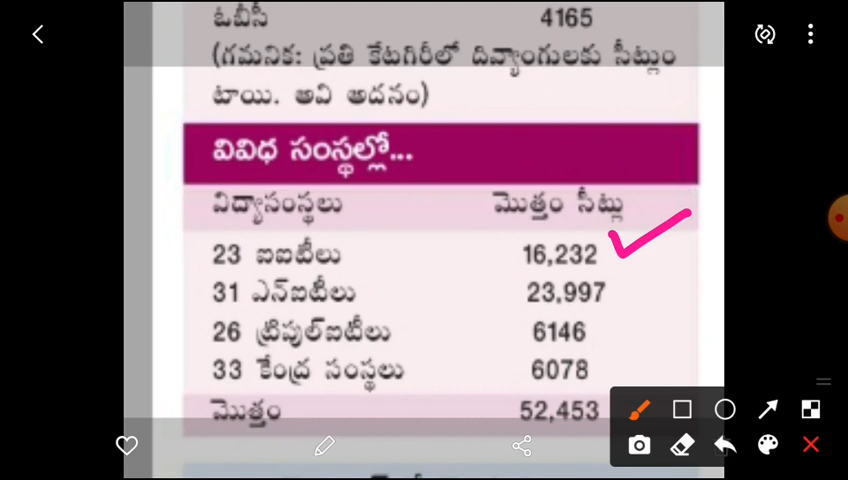 ఓబీసీ 4165
(గమనిక: ప్రతి కేటగిరీలో దివ్యాంగులకు సీట్లుం
టాయి. అవి అదనం)
వివిధ సంస్థల్లో...
విద్యాసంస్థలు మొత్తం సీట్లు
23 ఐఐటీలు 16,232
31 ఎన్ఐటీలు 23,997
26 ట్రిపుల్ఐటీలు 6146
33 కేంద్ర సంస్థలు 6078
మొత్తం 52,453